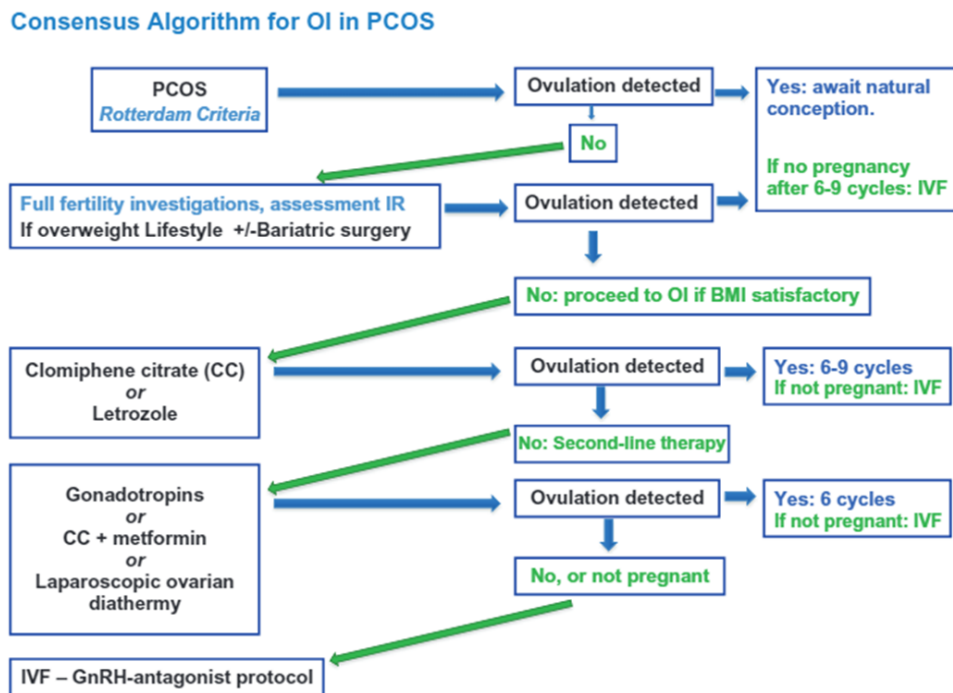 Consensus Algorithm for OI in PCOS
PCOS
Rotterdam Criteria
Ovulation detected
Yes: await natural
conception.
If no pregnancy
after 6-9 cycles: IVF
No
Full fertility investigations, assessment IR
If overweight Lifestyle +/-Bariatric surgery
Ovulation detected
No: proceed to OI if BMI satisfactory
Clomiphene citrate (CC)
or
Letrozole
Ovulation detected
Yes: 6-9 cycles
If not pregnant: IVF
No: Second-line therapy
Gonadotropins
or
CC + metformin
or
Laparoscopic ovarian
diathermy
Ovulation detected
Yes: 6 cycles
If not pregnant: IVF
No, or not pregnant
IVF – GnRH-antagonist protocol